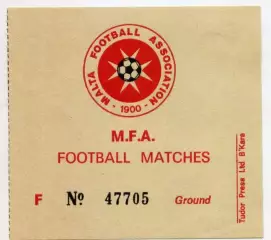 MALTA FOOTBALL ASSOCIATION
1900
M.F.A.
FOOTBALL MATCHES
F Nº 47705 Ground
Tudor Press Ltd B'Kara